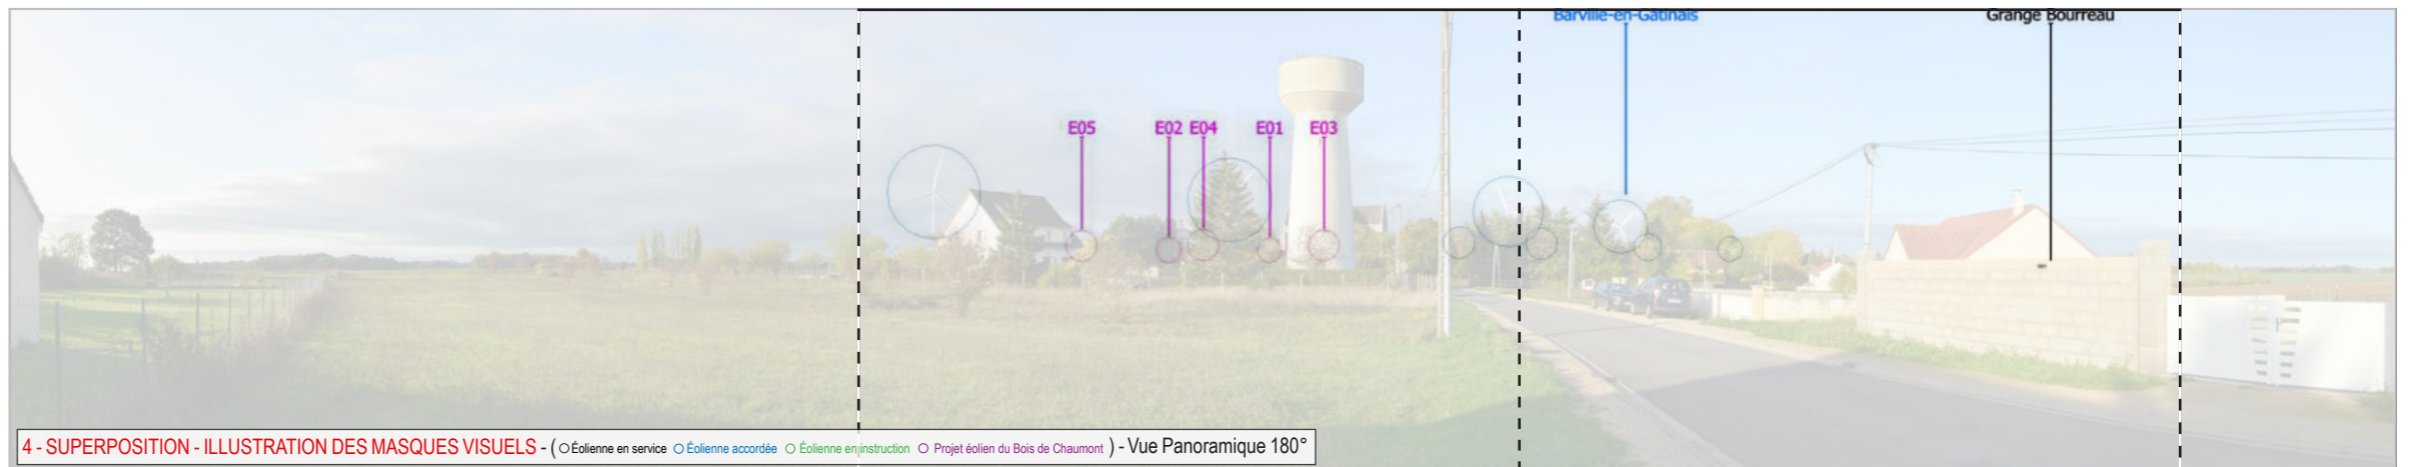 Barville-en-Gâtinais
Grange Bourreau
E05 E02 E04 E01 E03
4 - SUPERPOSITION - ILLUSTRATION DES MASQUES VISUELS - ( Éolienne en service Éolienne accordée Éolienne en instruction Projet éolien du Bois de Chaumont ) - Vue Panoramique 180°